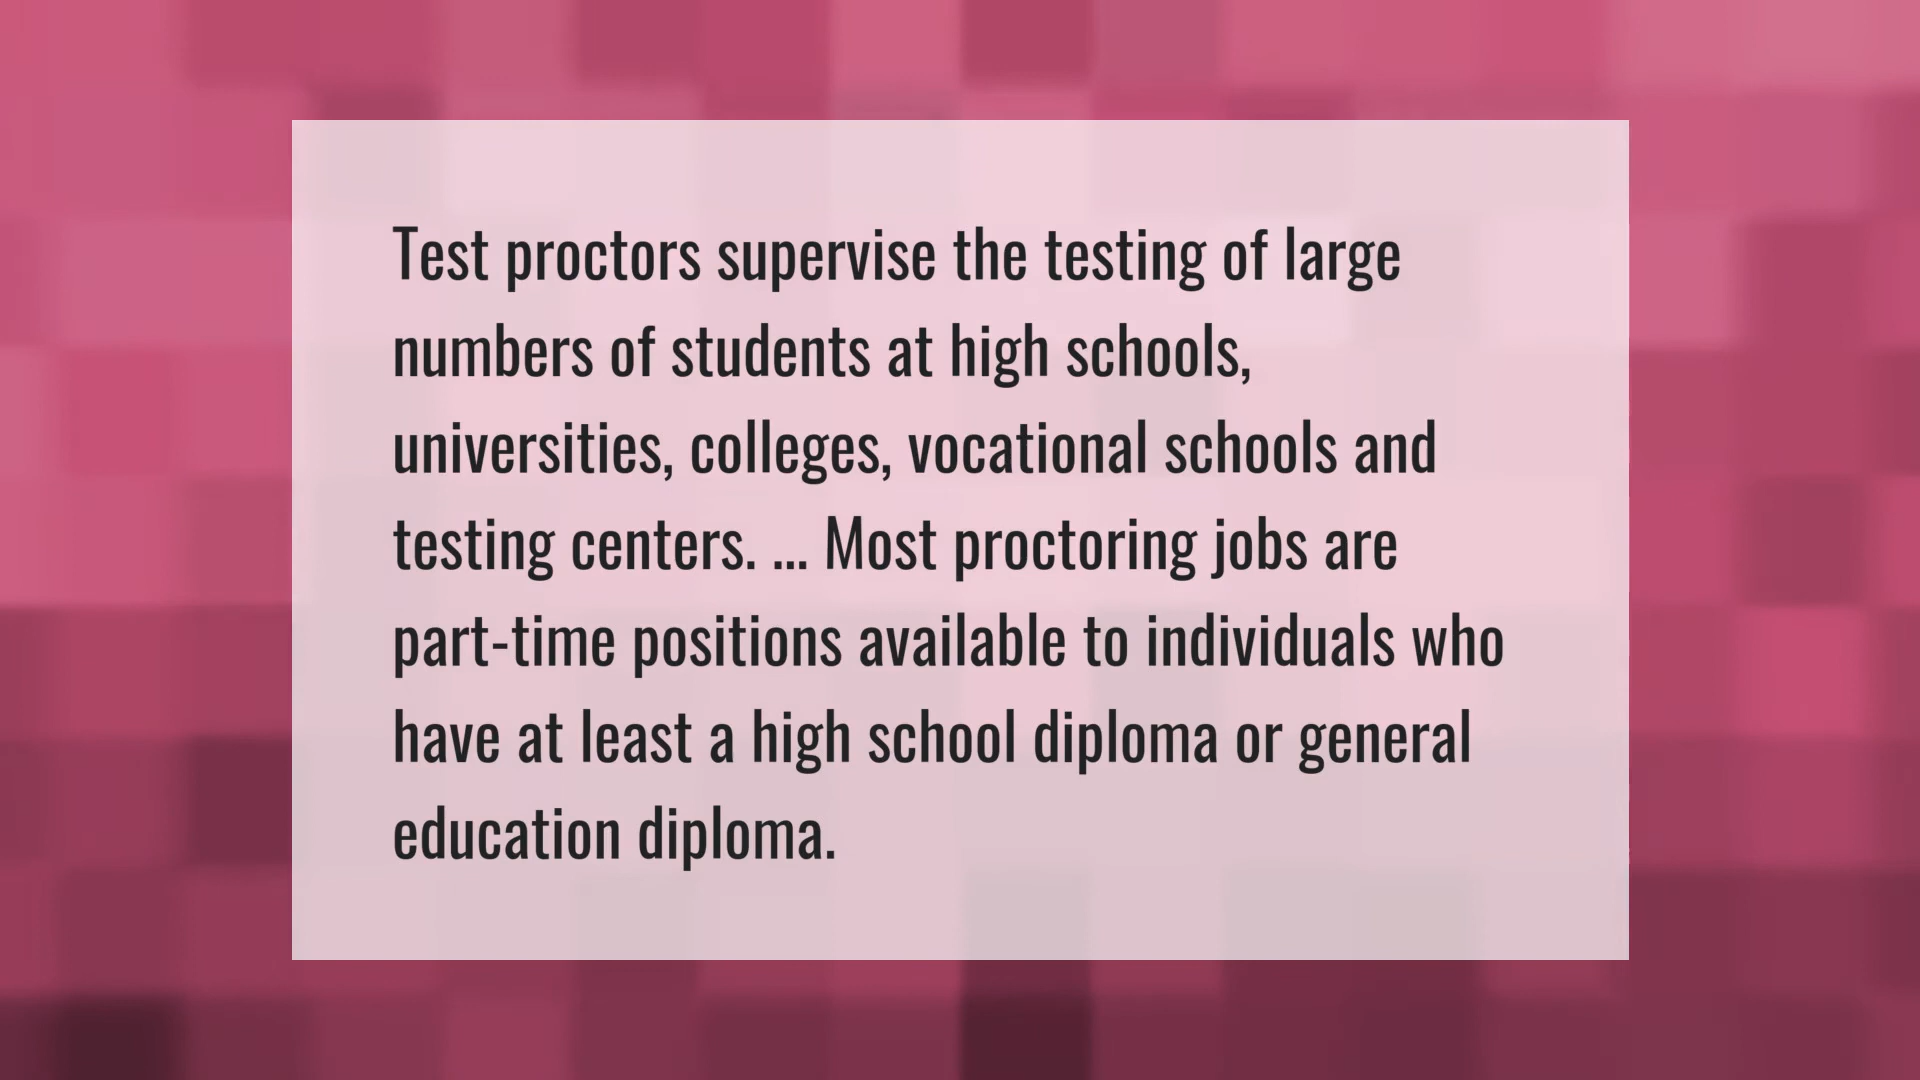 Test proctors supervise the testing of large
numbers of students at high schools,
universities, colleges, vocational schools and
testing centers. ... Most proctoring jobs are
part-time positions available to individuals who
have at least a high school diploma or general
education diploma.